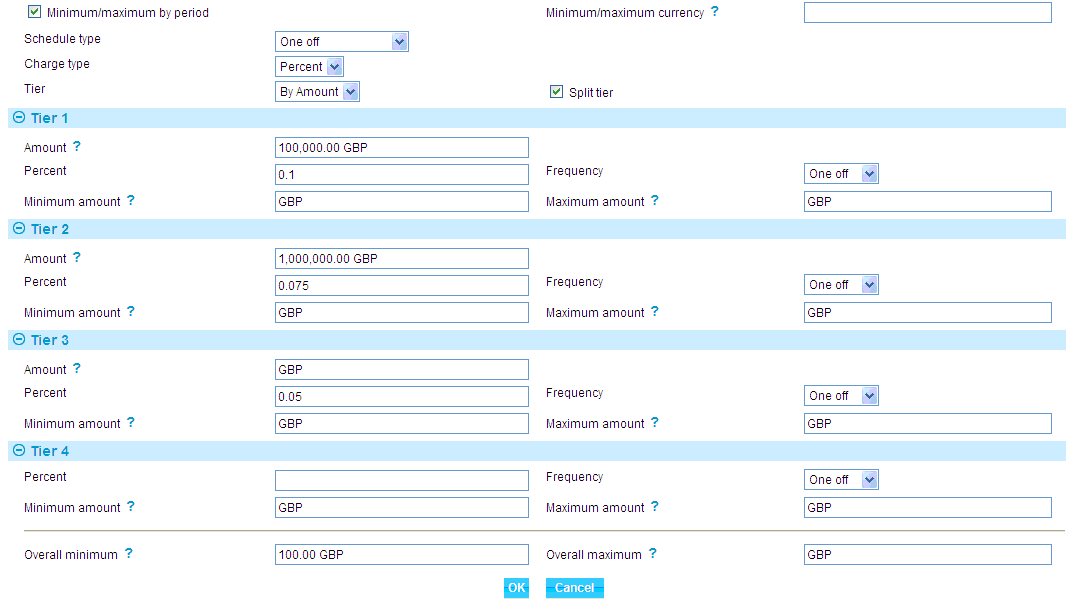 Minimum/maximum by period Minimum/maximum currency ?
Schedule type One off
Charge type Percent
Tier By Amount Split tier
Tier 1
Amount ? 100,000.00 GBP
Percent 0.1 Frequency One off
Minimum amount ? GBP Maximum amount ? GBP
Tier 2
Amount ? 1,000,000.00 GBP
Percent 0.075 Frequency One off
Minimum amount ? GBP Maximum amount ? GBP
Tier 3
Amount ? GBP
Percent 0.05 Frequency One off
Minimum amount ? GBP Maximum amount ? GBP
Tier 4
Percent Frequency One off
Minimum amount ? GBP Maximum amount ? GBP
Overall minimum ? 100.00 GBP Overall maximum ? GBP
OK Cancel